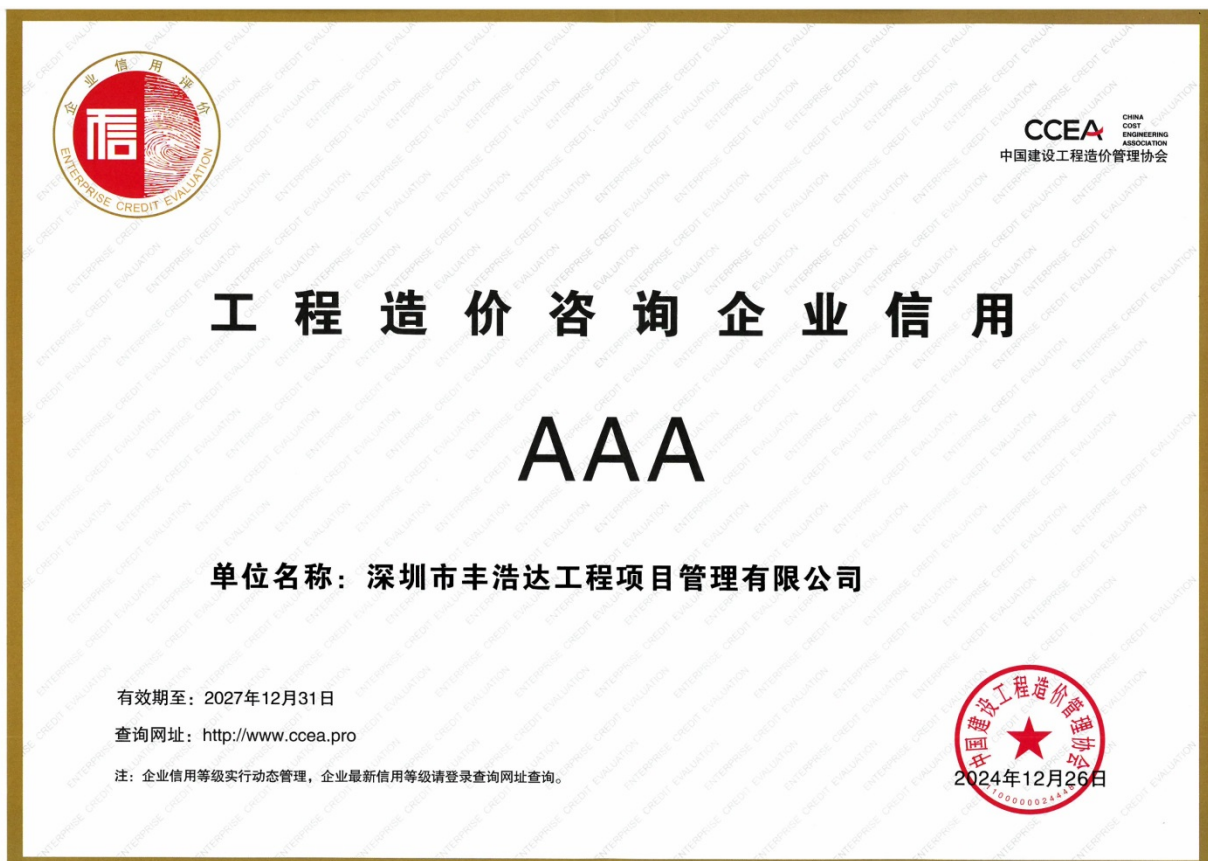 企业信用评价
信
ENTERPRISE CREDIT EVALUATION
CCEA
CHINA
COST
ENGINEERING
ASSOCIATION
中国建设工程造价管理协会
工程造价咨询企业信用
AAA
单位名称：深圳市丰浩达工程项目管理有限公司
有效期至：2027年12月31日
查询网址：http://www.ccea.pro
注：企业信用等级实行动态管理，企业最新信用等级请登录查询网址查询。
中国建设工程造价管理协会
2024年12月26日